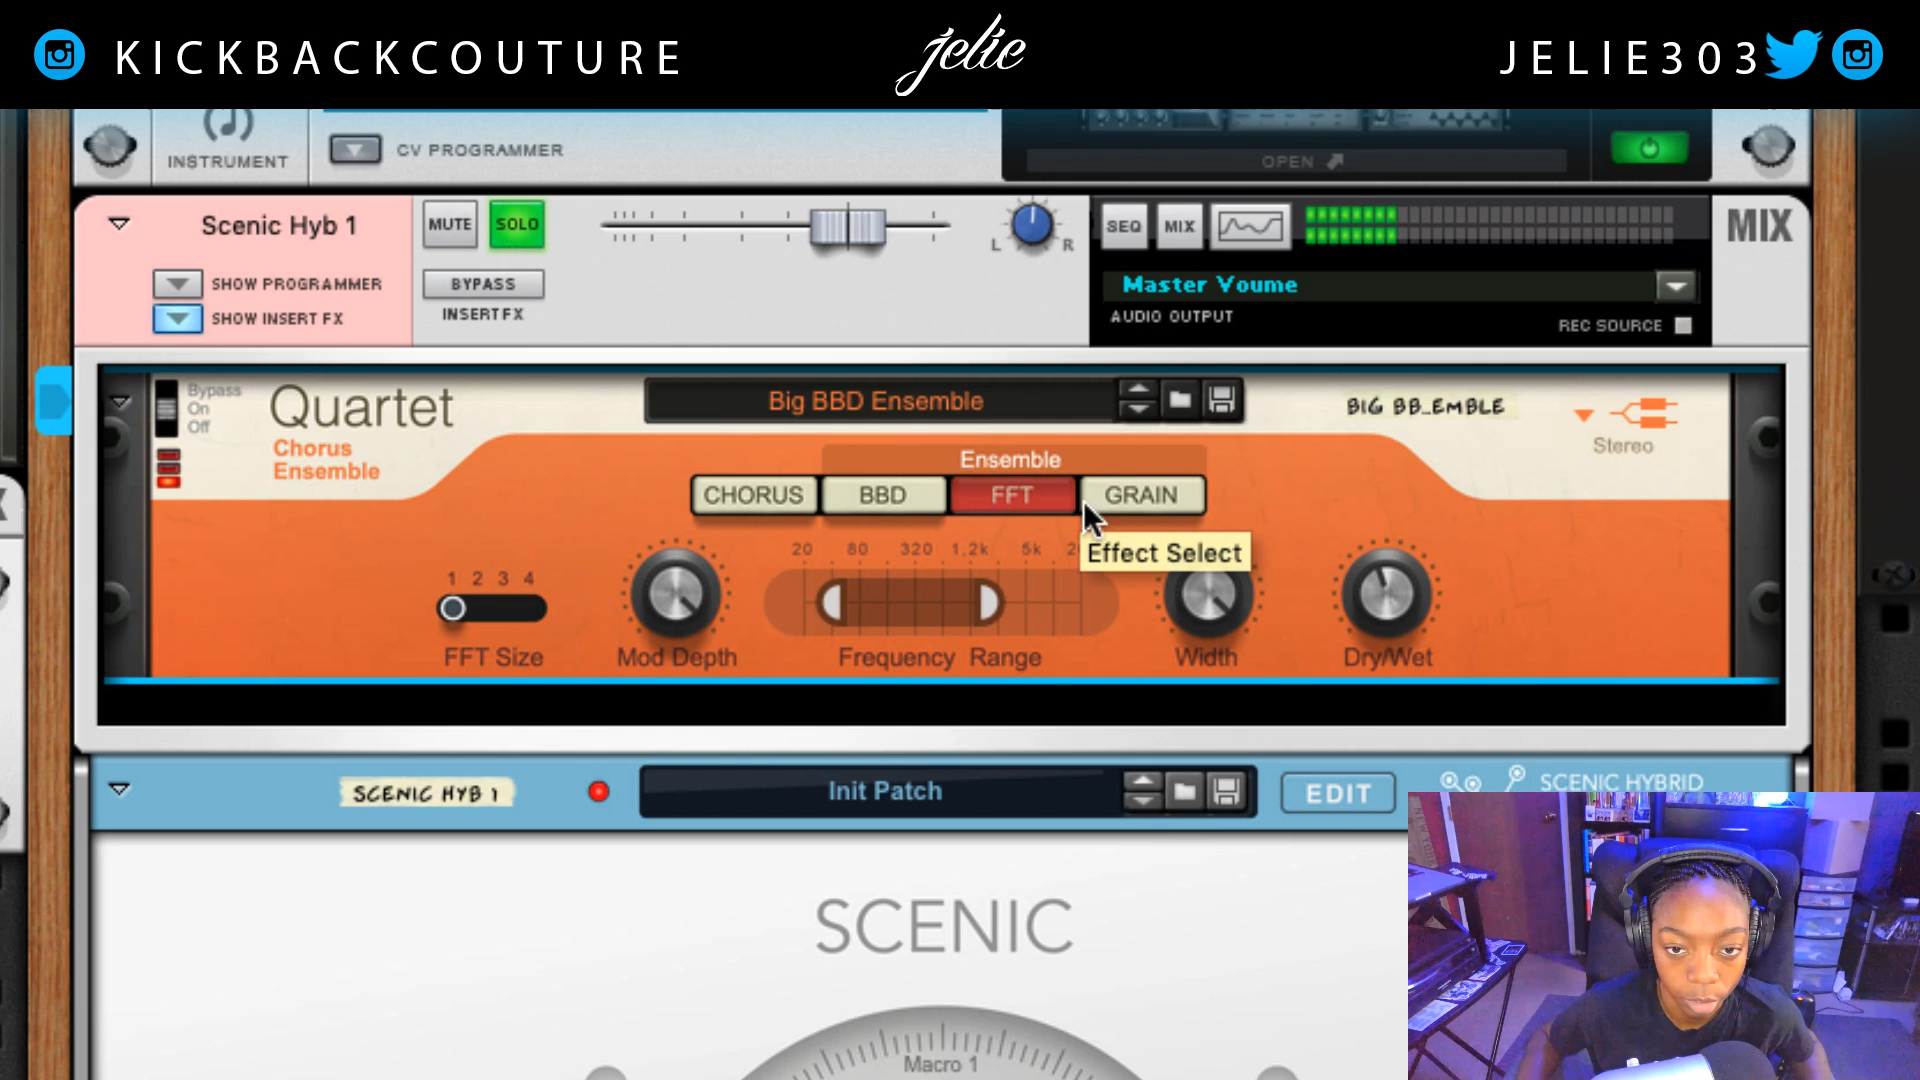 KICKBACKCOUTURE
jelie
JELIE303
INSTRUMENT
CV PROGRAMMER
OPEN
Scenic Hyb 1
MUTE
SOLO
L
R
SEQ
MIX
MIX
SHOW PROGRAMMER
BYPASS
Master Voume
SHOW INSERT FX
INSERT FX
AUDIO OUTPUT
REC SOURCE
Bypass
On
Off
Quartet
Chorus
Ensemble
Big BBD Ensemble
BIG BB_EMBLE
Stereo
Ensemble
CHORUS
BBD
FFT
GRAIN
20 80 320 1.2k 5k
Effect Select
1 2 3 4
FFT Size
Mod Depth
Frequency Range
Width
Dry/Wet
SCENIC HYB 1
Init Patch
EDIT
SCENIC HYBRID
SCENIC
Macro 1